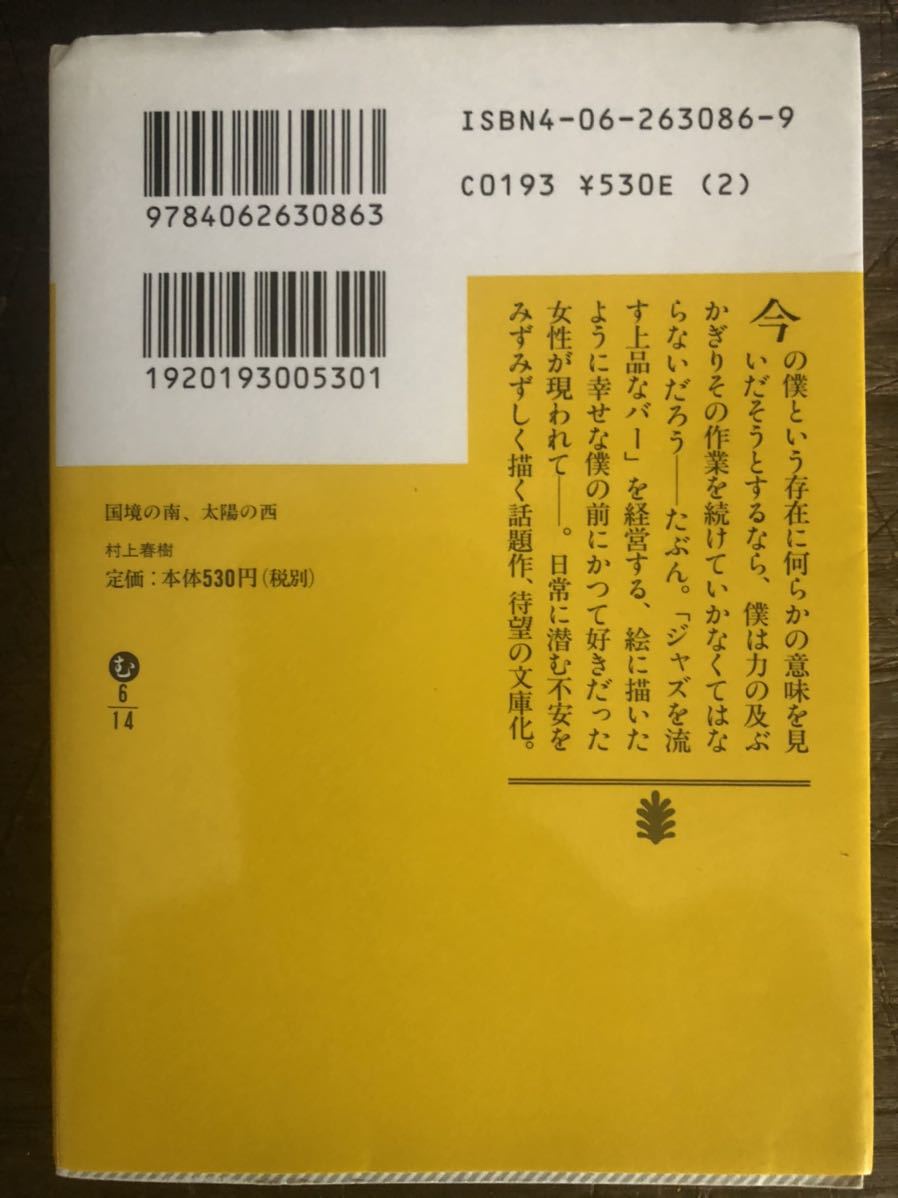 ISBN4-06-263086-9
C0193 ¥530E (2)
9784062630863
1920193005301
今の僕という存在に何らかの意味を見
いだそうとするなら、僕は力の及ぶ
かぎりその作業を続けていかなくてはな
らないだろう——たぶん。「ジャズを流
す上品なバー」を経営する、絵に描いた
ように幸せな僕の前にかつて好きだった
女性が現われて——。日常に潜む不安を
みずみずしく描く話題作、待望の文庫化。
国境の南、太陽の西
村上春樹
定価:本体530円(税別)
む
6
14